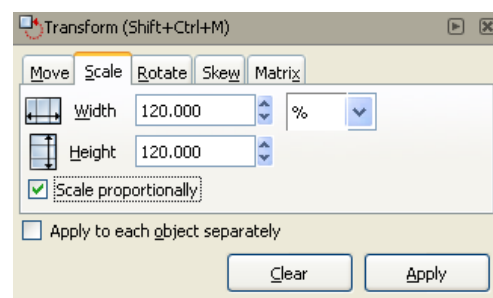 Transform (Shift+Ctrl+M)
Move Scale Rotate Skew Matrix
Width 120.000 %
Height 120.000
Scale proportionally
Apply to each object separately
Clear Apply